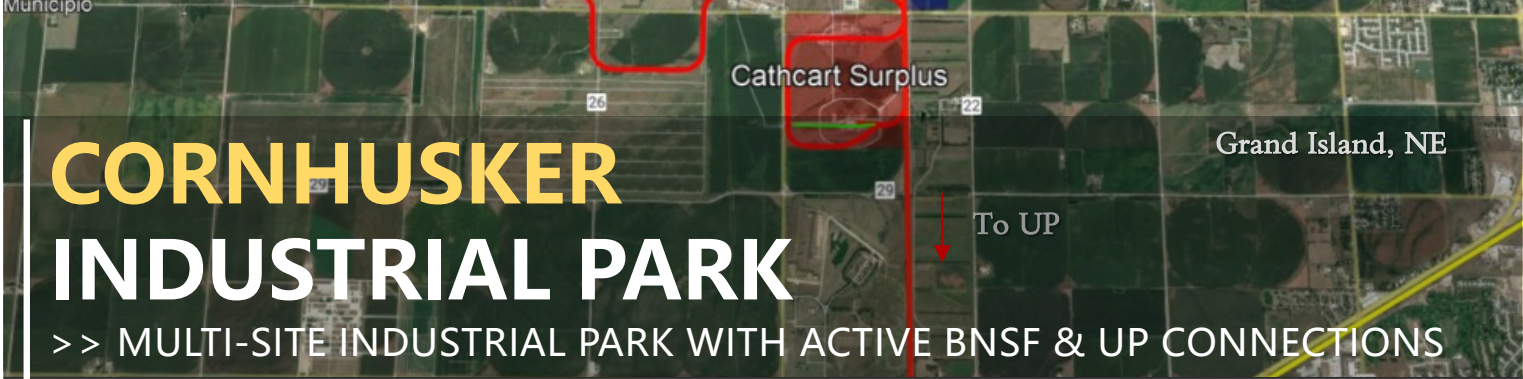 Municipio
Cathcart Surplus
26
22
Grand Island, NE
CORNHUSKER
29
29
To UP
INDUSTRIAL PARK
>> MULTI-SITE INDUSTRIAL PARK WITH ACTIVE BNSF & UP CONNECTIONS